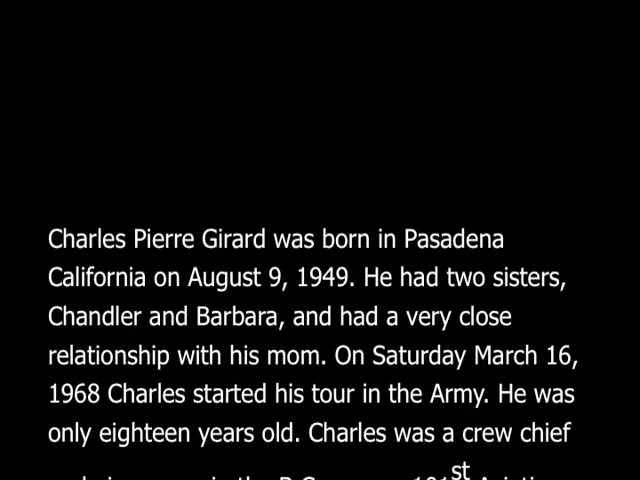 Charles Pierre Girard was born in Pasadena
California on August 9, 1949. He had two sisters,
Chandler and Barbara, and had a very close
relationship with his mom. On Saturday March 16,
1968 Charles started his tour in the Army. He was
only eighteen years old. Charles was a crew chief
st